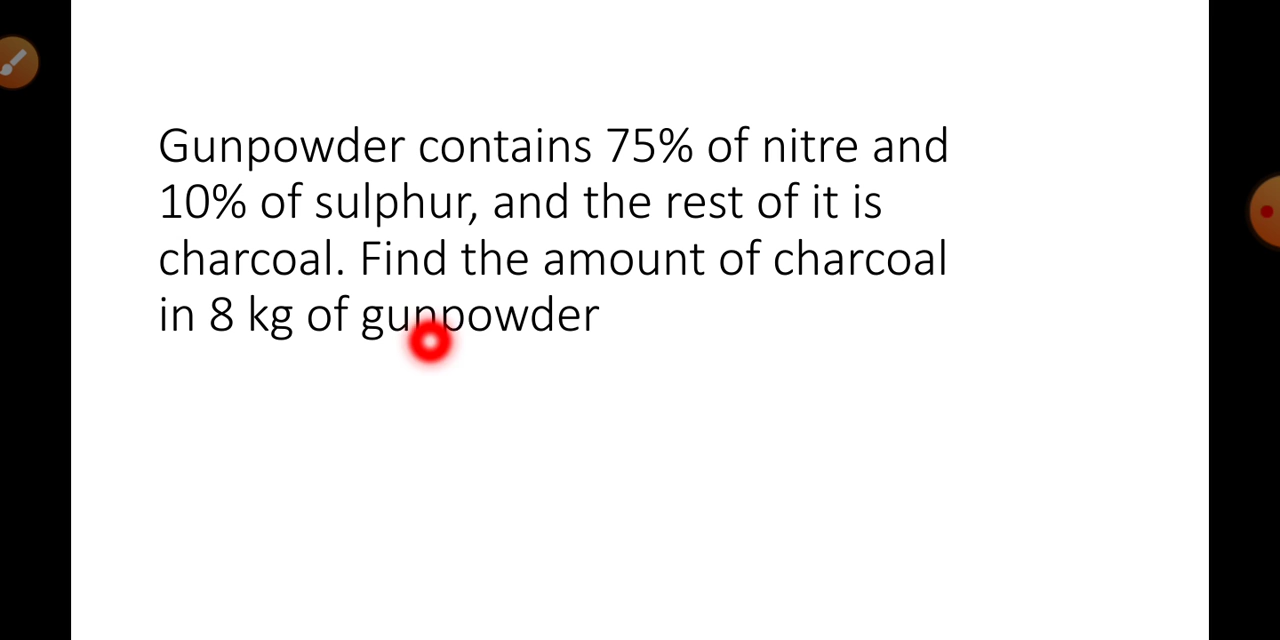 Gunpowder contains 75% of nitre and
10% of sulphur, and the rest of it is
charcoal. Find the amount of charcoal
in 8 kg of gunpowder